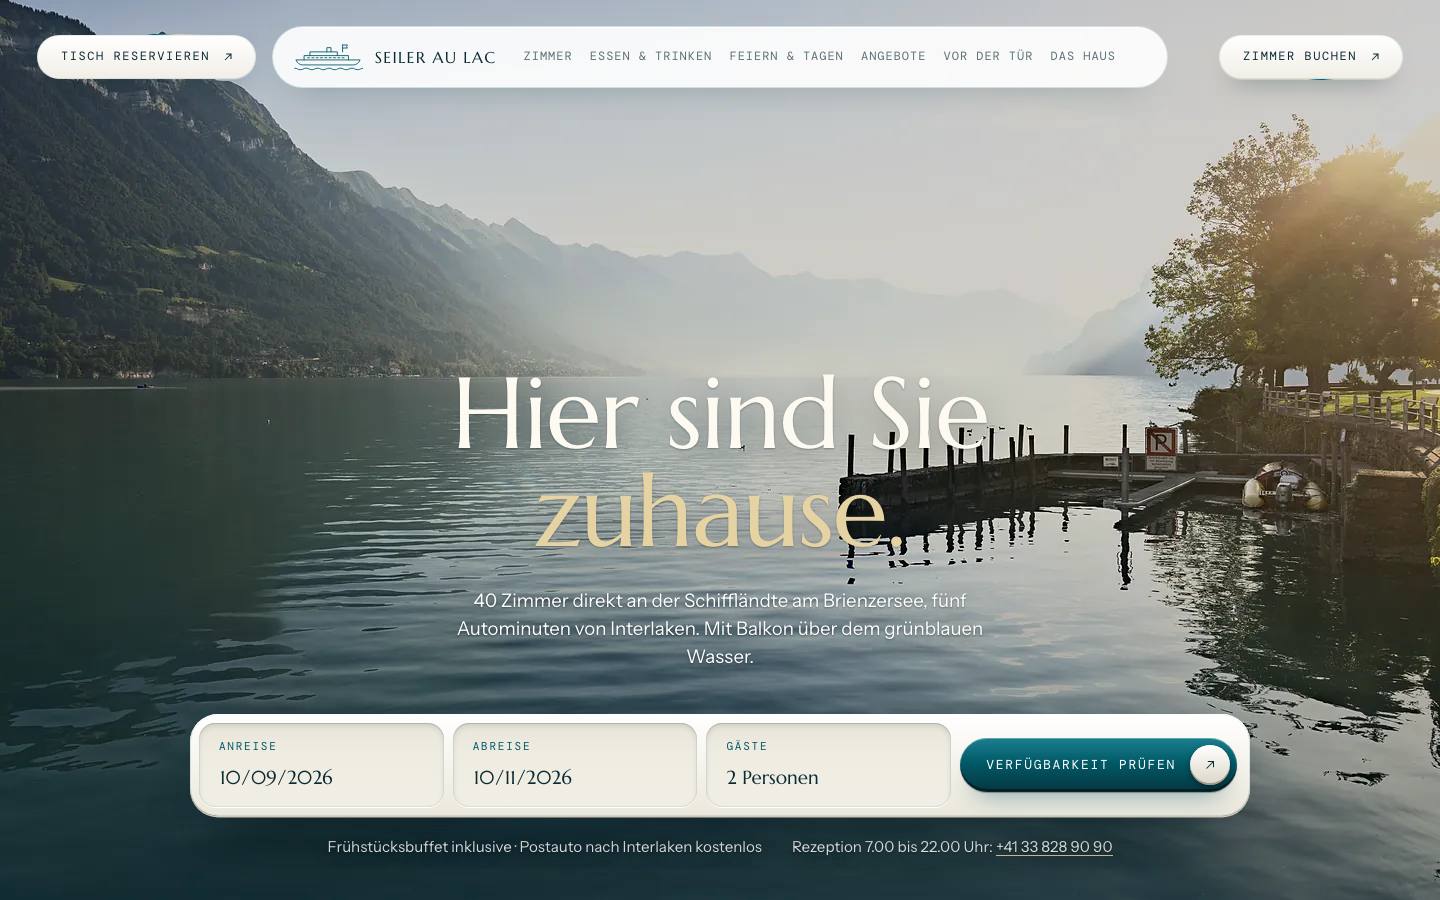 TISCH RESERVIEREN
SEILER AU LAC
ZIMMER
ESSEN & TRINKEN
FEIERN & TAGEN
ANGEBOTE
VOR DER TÜR
DAS HAUS
ZIMMER BUCHEN
Hier sind Sie
zuhause.
40 Zimmer direkt an der Schiffländte am Brienzersee, fünf
Autominuten von Interlaken. Mit Balkon über dem grünblauen
Wasser.
ANREISE
10/09/2026
ABREISE
10/11/2026
GÄSTE
2 Personen
VERFÜGBARKEIT PRÜFEN
Frühstücksbuffet inklusive · Postauto nach Interlaken kostenlos
Rezeption 7.00 bis 22.00 Uhr: +41 33 828 90 90